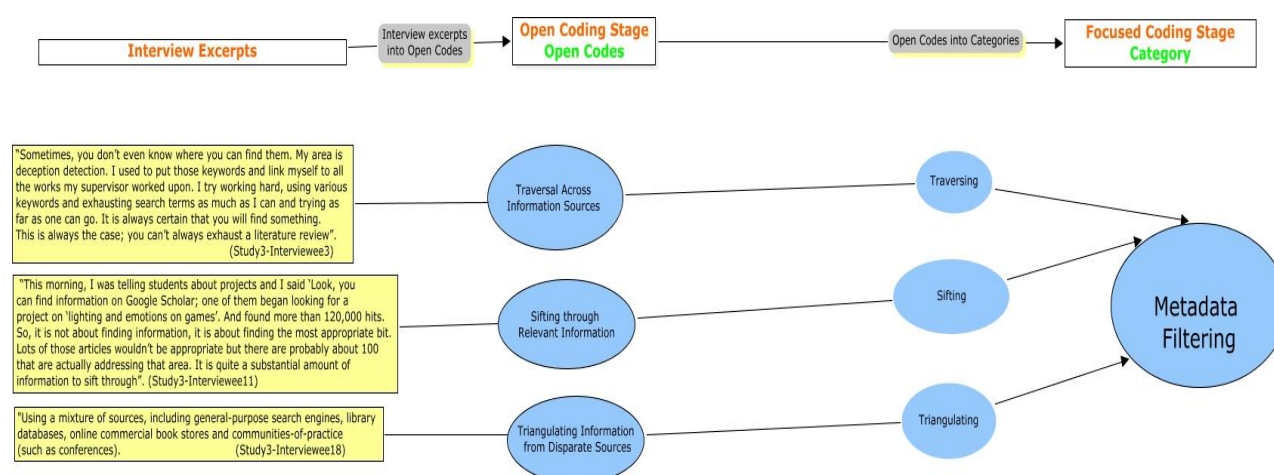 Interview Excerpts
Interview excerpts
into Open Codes
Open Coding Stage
Open Codes
Open Codes into Categories
Focused Coding Stage
Category
"Sometimes, you don't even know where you can find them. My area is
deception detection. I used to put those keywords and link myself to all
the works my supervisor worked upon. I try working hard, using various
keywords and exhausting search terms as much as I can and trying as
far as one can go. It is always certain that you will find something.
This is always the case; you can't always exhaust a literature review".
(Study3-Interviewee3)
Traversal Across
Information Sources
Traversing
"This morning, I was telling students about projects and I said 'Look, you
can find information on Google Scholar; one of them began looking for a
project on 'lighting and emotions on games'. And found more than 120,000 hits.
So, it is not about finding information, it is about finding the most appropriate bit.
Lots of those articles wouldn't be appropriate but there are probably about 100
that are actually addressing that area. It is quite a substantial amount of
information to sift through". (Study3-Interviewee11)
Sifting through
Relevant Information
Sifting
Metadata
Filtering
"Using a mixture of sources, including general-purpose search engines, library
databases, online commercial book stores and communities-of-practice
(such as conferences). (Study3-Interviewee18)
Triangulating Information
from Disparate Sources
Triangulating